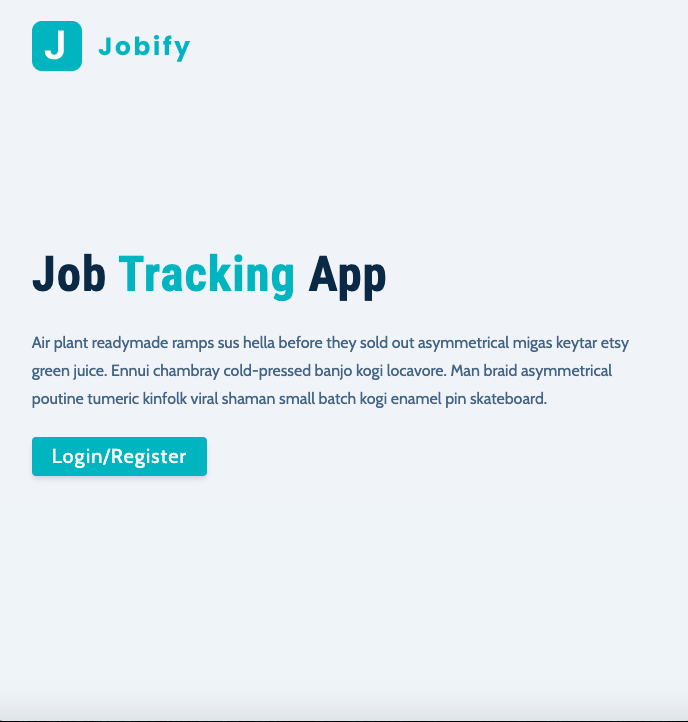 J Jobify
Job Tracking App
Air plant readymade ramps sus hella before they sold out asymmetrical migas keytar etsy
green juice. Ennui chambray cold-pressed banjo kogi locavore. Man braid asymmetrical
poutine tumeric kinfolk viral shaman small batch kogi enamel pin skateboard.
Login/Register